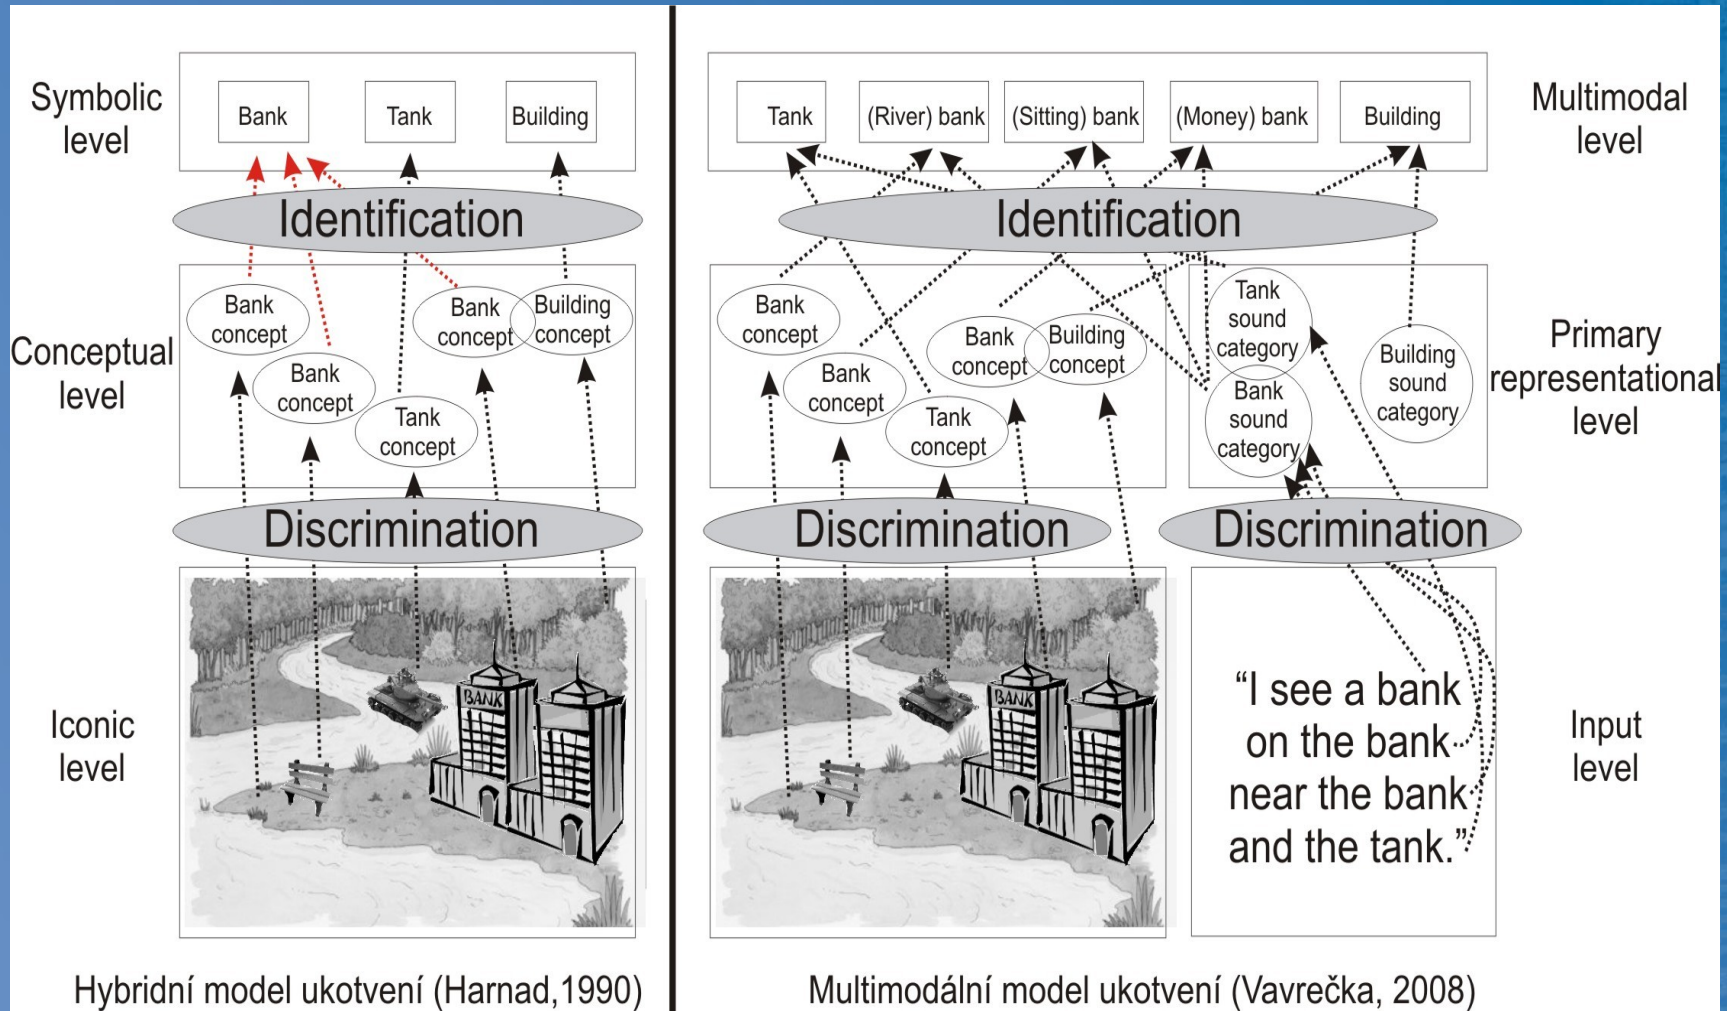 Symbolic
level
Bank
Tank
Building
Identification
Conceptual
level
Bank
concept
Bank
concept
Tank
concept
Bank
concept
Building
concept
Discrimination
Iconic
level
BANK
Hybridní model ukotvení (Harnad,1990)
Tank
(River) bank
(Sitting) bank
(Money) bank
Building
Multimodal
level
Identification
Bank
concept
Bank
concept
Tank
concept
Bank
concept
Building
concept
Tank
sound
category
Bank
sound
category
Building
sound
category
Primary
representational
level
Discrimination
Discrimination
BANK
“I see a bank
on the bank
near the bank
and the tank.”
Input
level
Multimodální model ukotvení (Vavrečka, 2008)